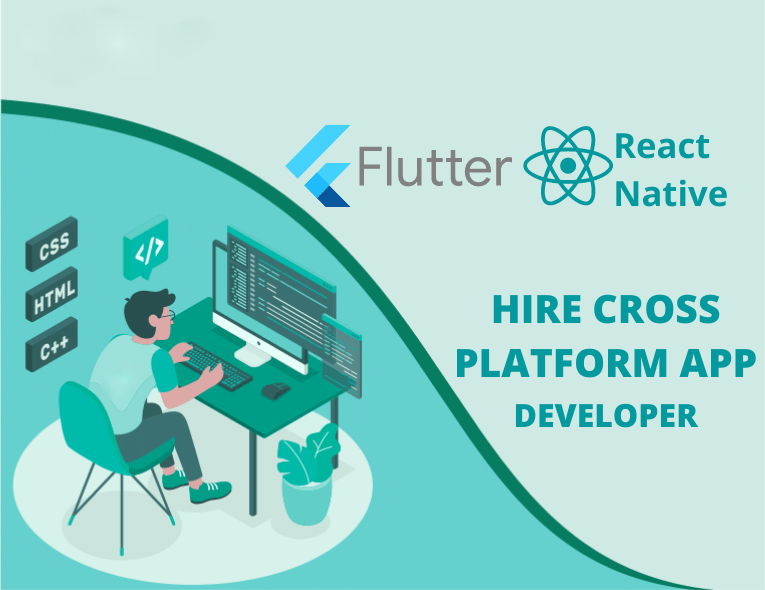 Flutter
React
Native
HIRE CROSS
PLATFORM APP
DEVELOPER
CSS
</>
HTML
C++